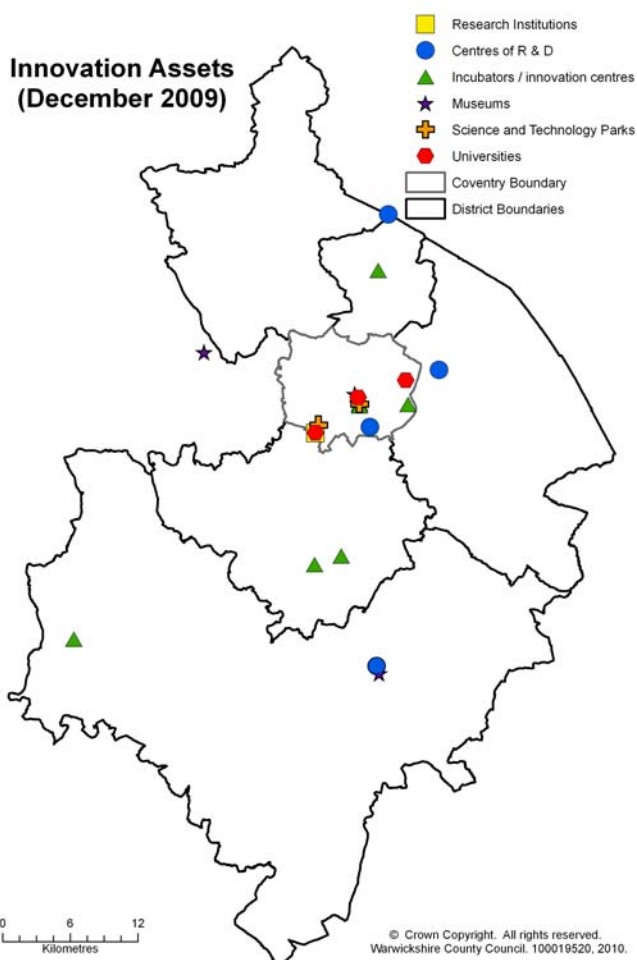 Innovation Assets
(December 2009)
Research Institutions
Centres of R & D
Incubators / innovation centres
Museums
Science and Technology Parks
Universities
Coventry Boundary
District Boundaries
0 6 12
Kilometres
© Crown Copyright. All rights reserved.
Warwickshire County Council. 100019520, 2010.